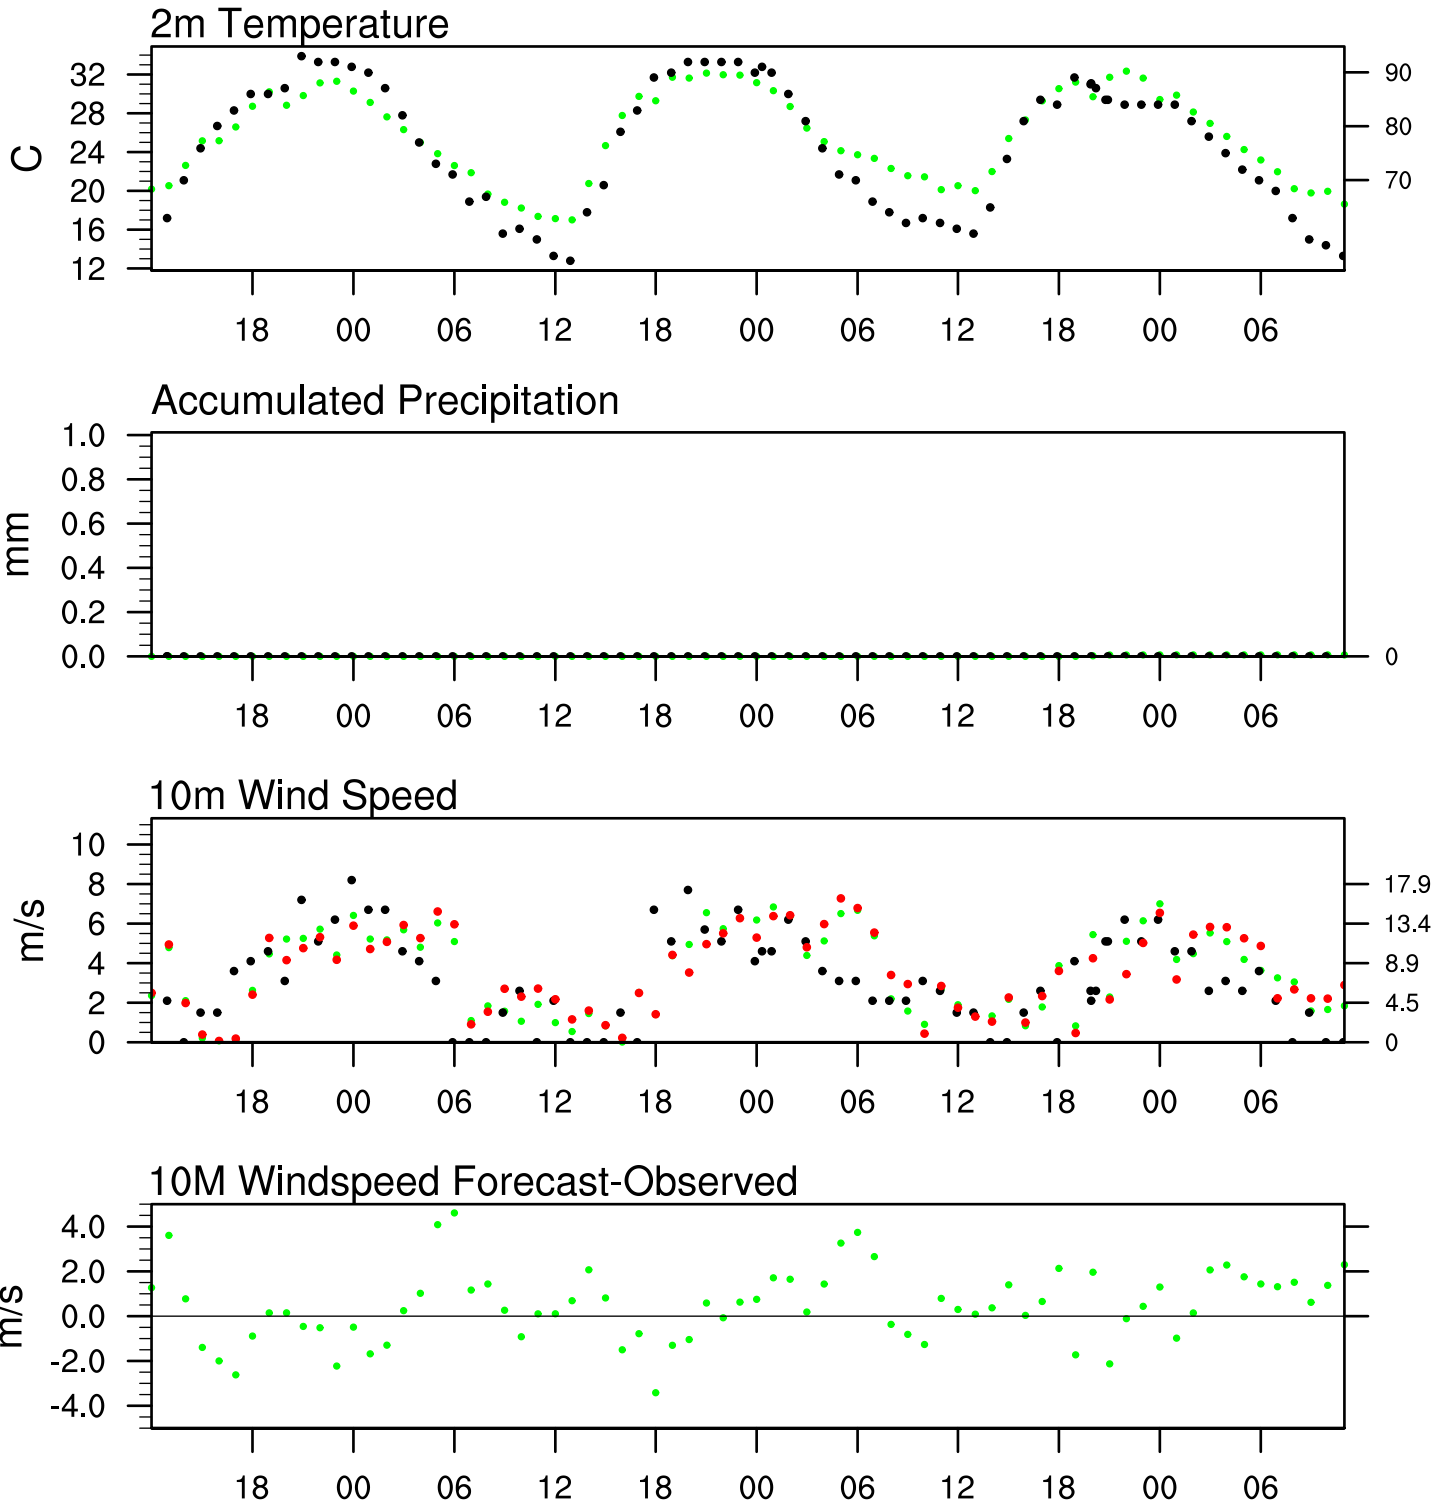 2m Temperature
C
32
28
24
20
16
12
90
80
70
18 00 06 12 18 00 06 12 18 00 06
Accumulated Precipitation
mm
1.0
0.8
0.6
0.4
0.2
0.0
0
18 00 06 12 18 00 06 12 18 00 06
10m Wind Speed
m/s
10
8
6
4
2
0
17.9
13.4
8.9
4.5
0
18 00 06 12 18 00 06 12 18 00 06
10M Windspeed Forecast-Observed
m/s
4.0
2.0
0.0
-2.0
-4.0
18 00 06 12 18 00 06 12 18 00 06